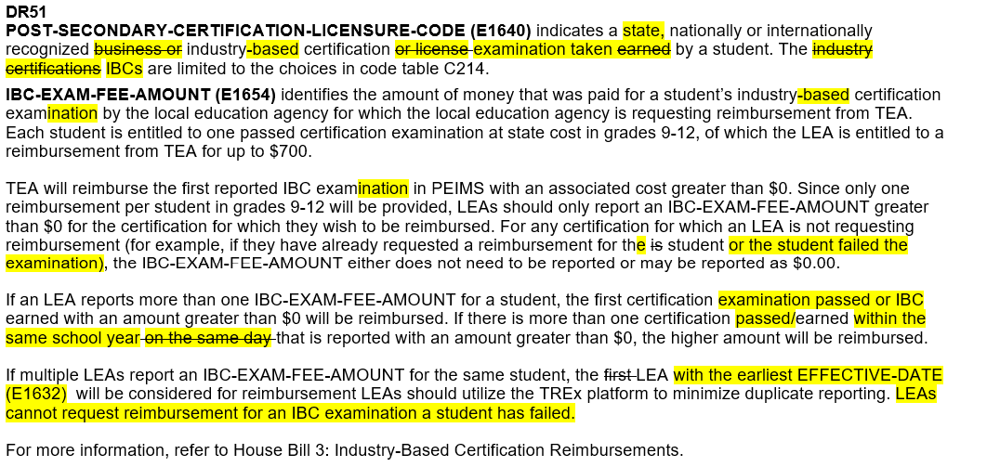 DR51
POST-SECONDARY-CERTIFICATION-LICENSURE-CODE (E1640) indicates a state, nationally or internationally
recognized business or industry-based certification or license examination taken earned by a student. The industry
certifications IBCs are limited to the choices in code table C214.
IBC-EXAM-FEE-AMOUNT (E1654) identifies the amount of money that was paid for a student’s industry-based certification
examination by the local education agency for which the local education agency is requesting reimbursement from TEA.
Each student is entitled to one passed certification examination at state cost in grades 9-12, of which the LEA is entitled to a
reimbursement from TEA for up to $700.
TEA will reimburse the first reported IBC examination in PEIMS with an associated cost greater than $0. Since only one
reimbursement per student in grades 9-12 will be provided, LEAs should only report an IBC-EXAM-FEE-AMOUNT greater
than $0 for the certification for which they wish to be reimbursed. For any certification for which an LEA is not requesting
reimbursement (for example, if they have already requested a reimbursement for the is student or the student failed the
examination), the IBC-EXAM-FEE-AMOUNT either does not need to be reported or may be reported as $0.00.
If an LEA reports more than one IBC-EXAM-FEE-AMOUNT for a student, the first certification examination passed or IBC
earned with an amount greater than $0 will be reimbursed. If there is more than one certification passed/earned within the
same school year on the same day that is reported with an amount greater than $0, the higher amount will be reimbursed.
If multiple LEAs report an IBC-EXAM-FEE-AMOUNT for the same student, the first LEA with the earliest EFFECTIVE-DATE
(E1632) will be considered for reimbursement LEAs should utilize the TREx platform to minimize duplicate reporting. LEAs
cannot request reimbursement for an IBC examination a student has failed.
For more information, refer to House Bill 3: Industry-Based Certification Reimbursements.